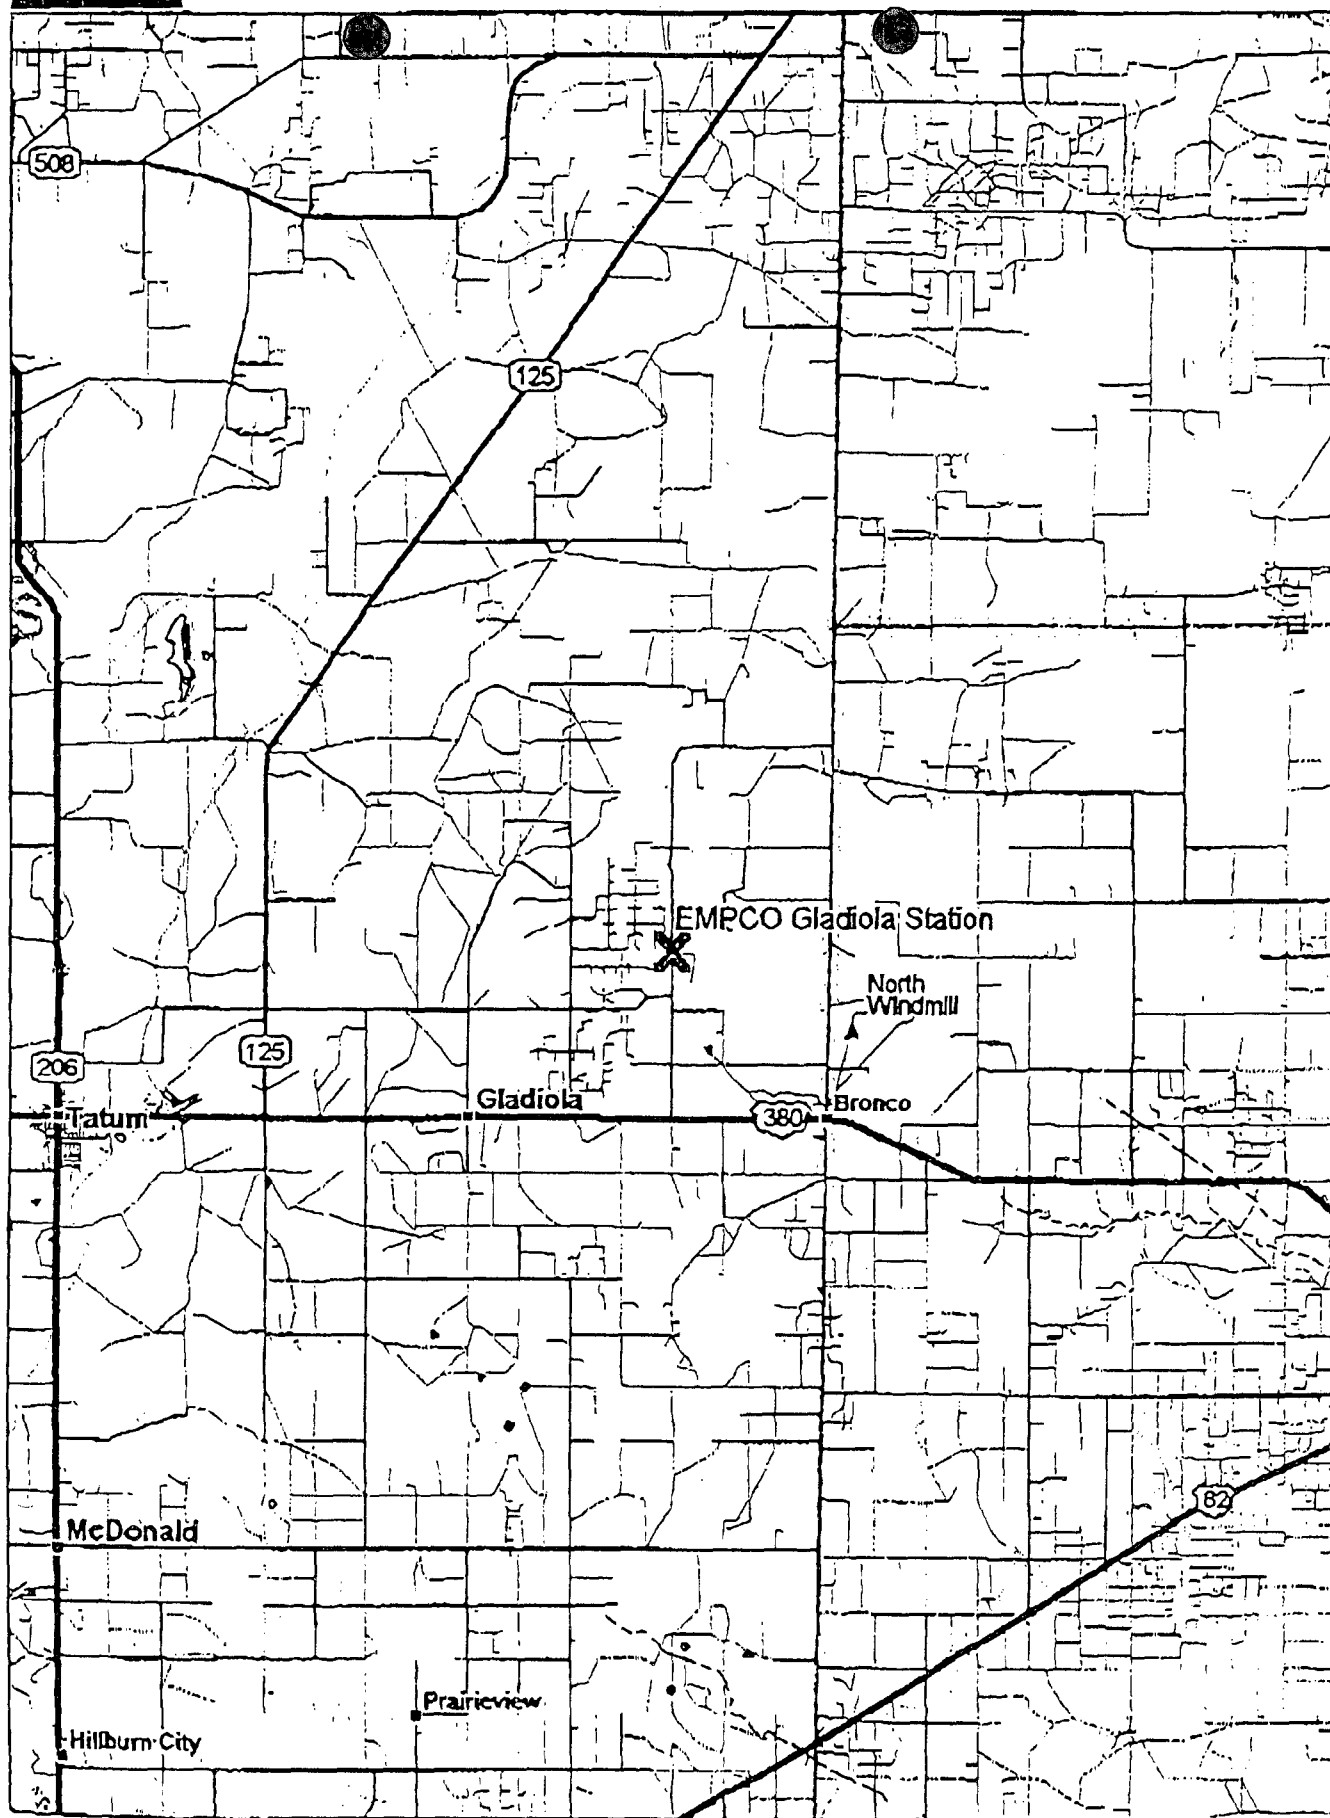 508
125
EMPCO Gladiola Station
North
Windmill
125
206
Gladiola
Tatum
380
Bronco
82
McDonald
Prairieview
Hillburn City